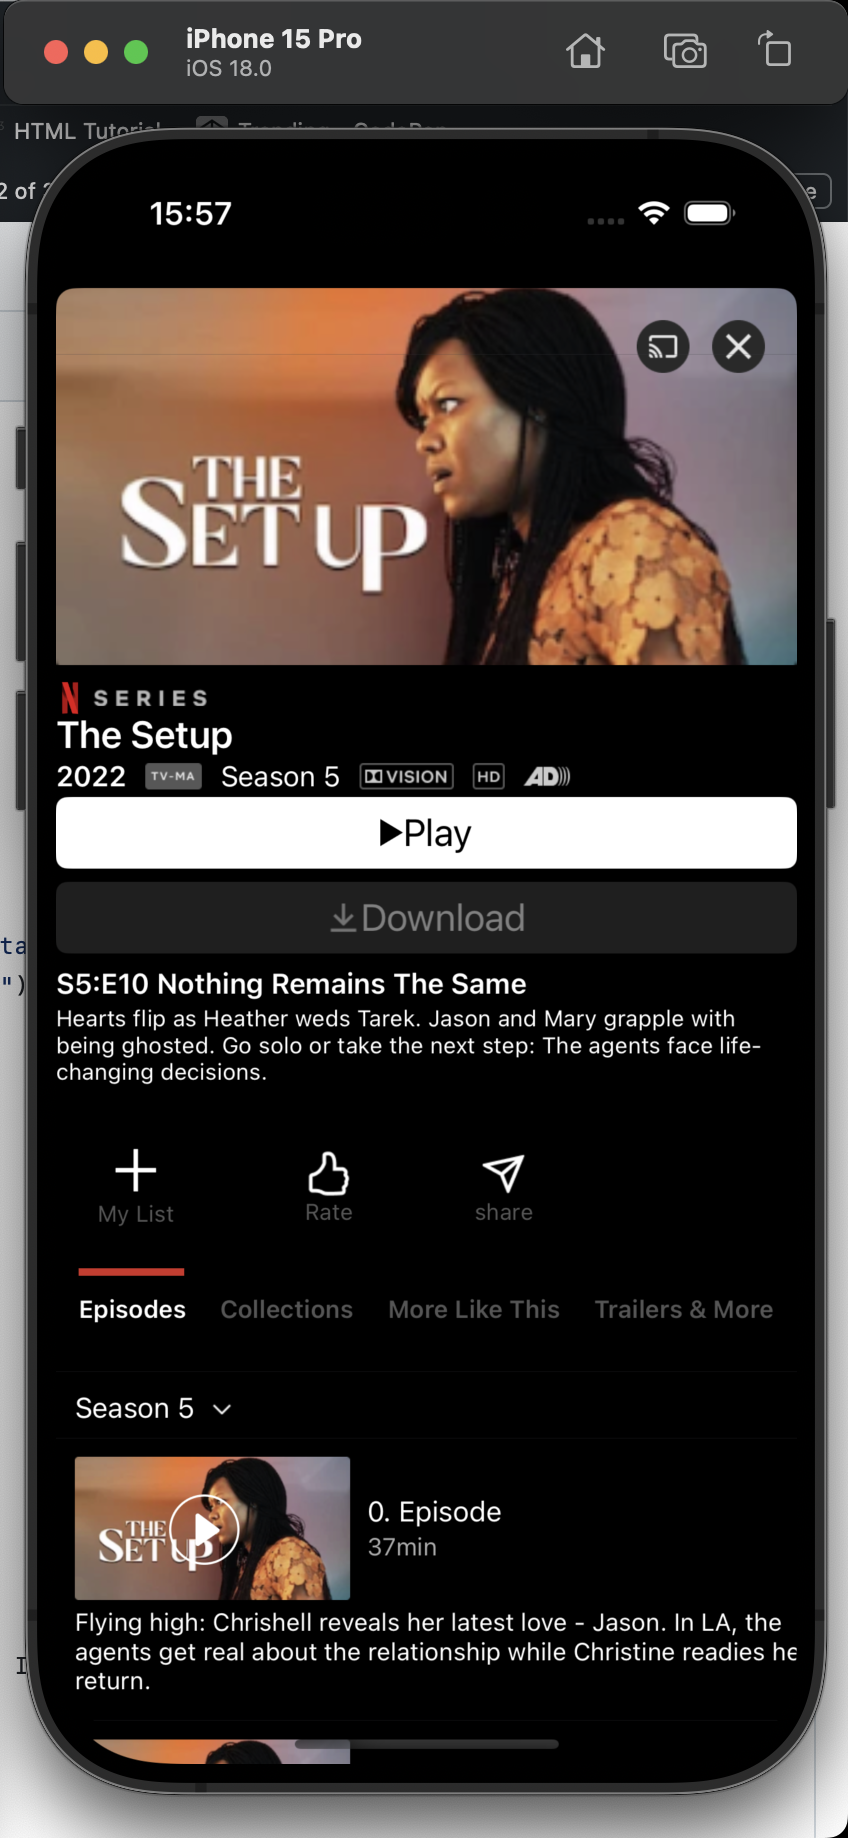 iPhone 15 Pro
iOS 18.0
HTML Tutorial
Trending - CodePen
2 of
e
15:57
THE
SETUP
N SERIES
The Setup
2022 TV-MA Season 5 VISION HD AD
Play
Download
ta
S5:E10 Nothing Remains The Same
")
Hearts flip as Heather weds Tarek. Jason and Mary grapple with
being ghosted. Go solo or take the next step: The agents face life-
changing decisions.
My List Rate share
Episodes Collections More Like This Trailers & More
Season 5
THE
SETUP
0. Episode
37min
Flying high: Chrishell reveals her latest love - Jason. In LA, the
agents get real about the relationship while Christine readies he
I
return.